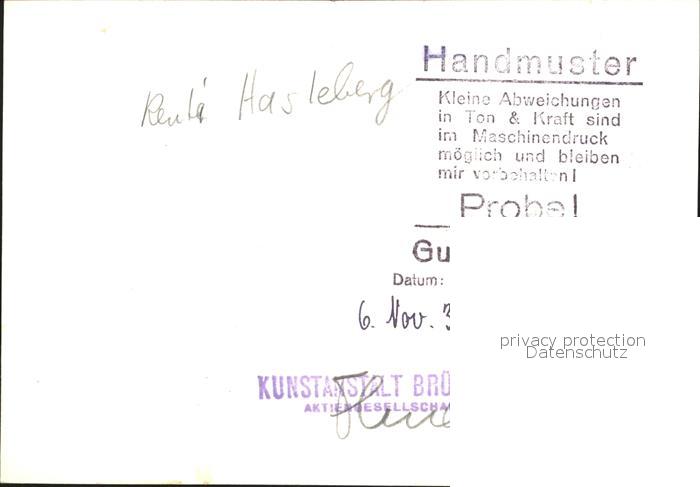 Handmuster
Hasleberg
Kleine Abweichungen
in Ton & Kraft sind
im Maschinendruck
möglich und bleiben
mir vorbehalten!
Probe!
Gu
Datum:
6. Nov. 3
privacy protection
Datenschutz
KUNSTANSTALT BRÜ
AKTIENGESELLSCHA